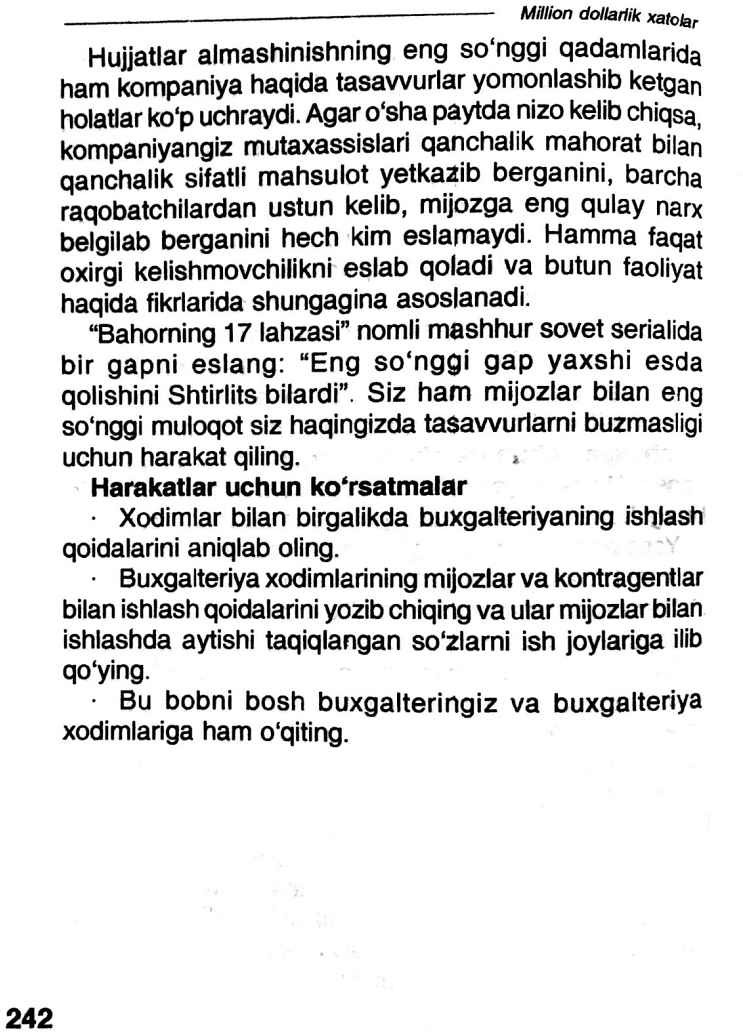 Million dollarlik xatolar
Hujjatlar almashinishning eng so‘nggi qadamlarida
ham kompaniya haqida tasavvurlar yomonlashib ketgan
holatlar ko‘p uchraydi. Agar o‘sha paytda nizo kelib chiqsa,
kompaniyangiz mutaxassislari qanchalik mahorat bilan
qanchalik sifatli mahsulot yetkazib berganini, barcha
raqobatchilardan ustun kelib, mijozga eng qulay narx
belgilab berganini hech kim eslamaydi. Hamma faqat
oxirgi kelishmovchilikni eslab qoladi va butun faoliyat
haqida fikrlarida shungagina asoslanadi.
“Bahorning 17 lahzasi” nomli mashhur sovet serialida
bir gapni eslang: “Eng so‘nggi gap yaxshi esda
qolishini Shtirlits bilardi”. Siz ham mijozlar bilan eng
so‘nggi muloqot siz haqingizda tasavvurlarni buzmasligi
uchun harakat qiling.
Harakatlar uchun ko‘rsatmalar
· Xodimlar bilan birgalikda buxgalteriyaning ishlash
qoidalarini aniqlab oling.
· Buxgalteriya xodimlarining mijozlar va kontragentlar
bilan ishlash qoidalarini yozib chiqing va ular mijozlar bilan
ishlashda aytishi taqiqlangan so‘zlarni ish joylariga ilib
qo‘ying.
· Bu bobni bosh buxgalteringiz va buxgalteriya
xodimlariga ham o‘qiting.
242